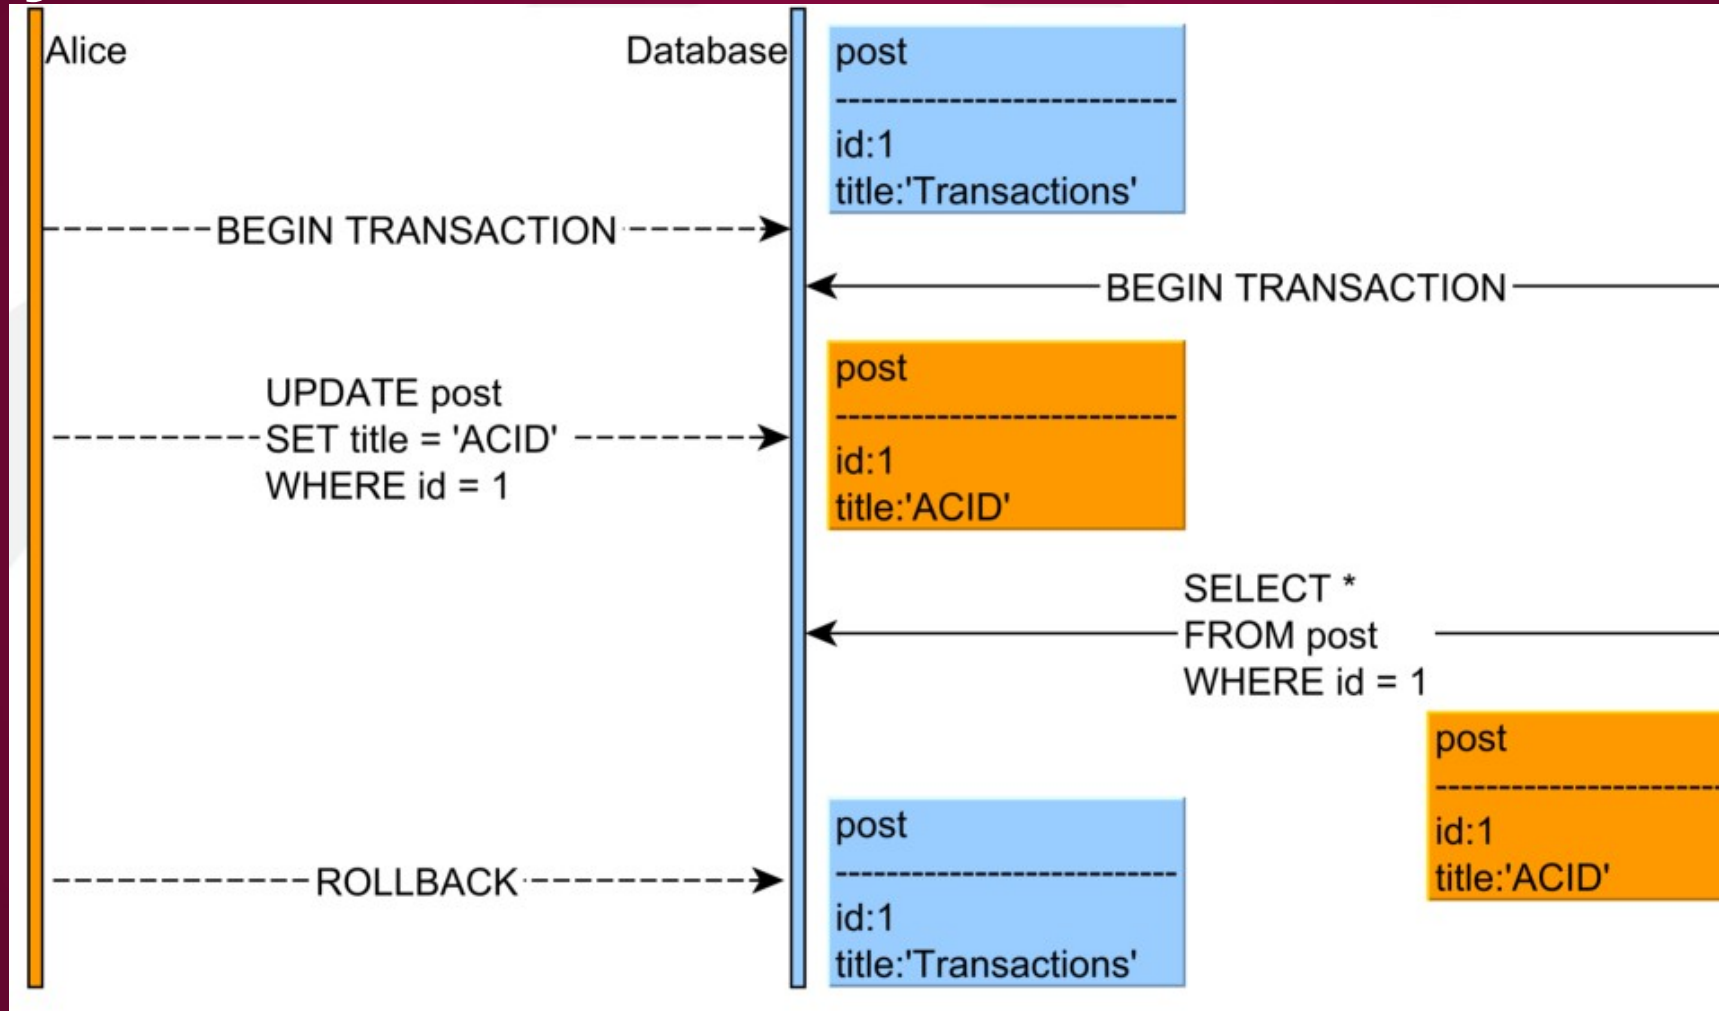 Alice
Database
post
----------------------------
id:1
title:'Transactions'
BEGIN TRANSACTION
BEGIN TRANSACTION
UPDATE post
SET title = 'ACID'
WHERE id = 1
post
----------------------------
id:1
title:'ACID'
SELECT *
FROM post
WHERE id = 1
post
-----------------------
id:1
title:'ACID'
ROLLBACK
post
----------------------------
id:1
title:'Transactions'